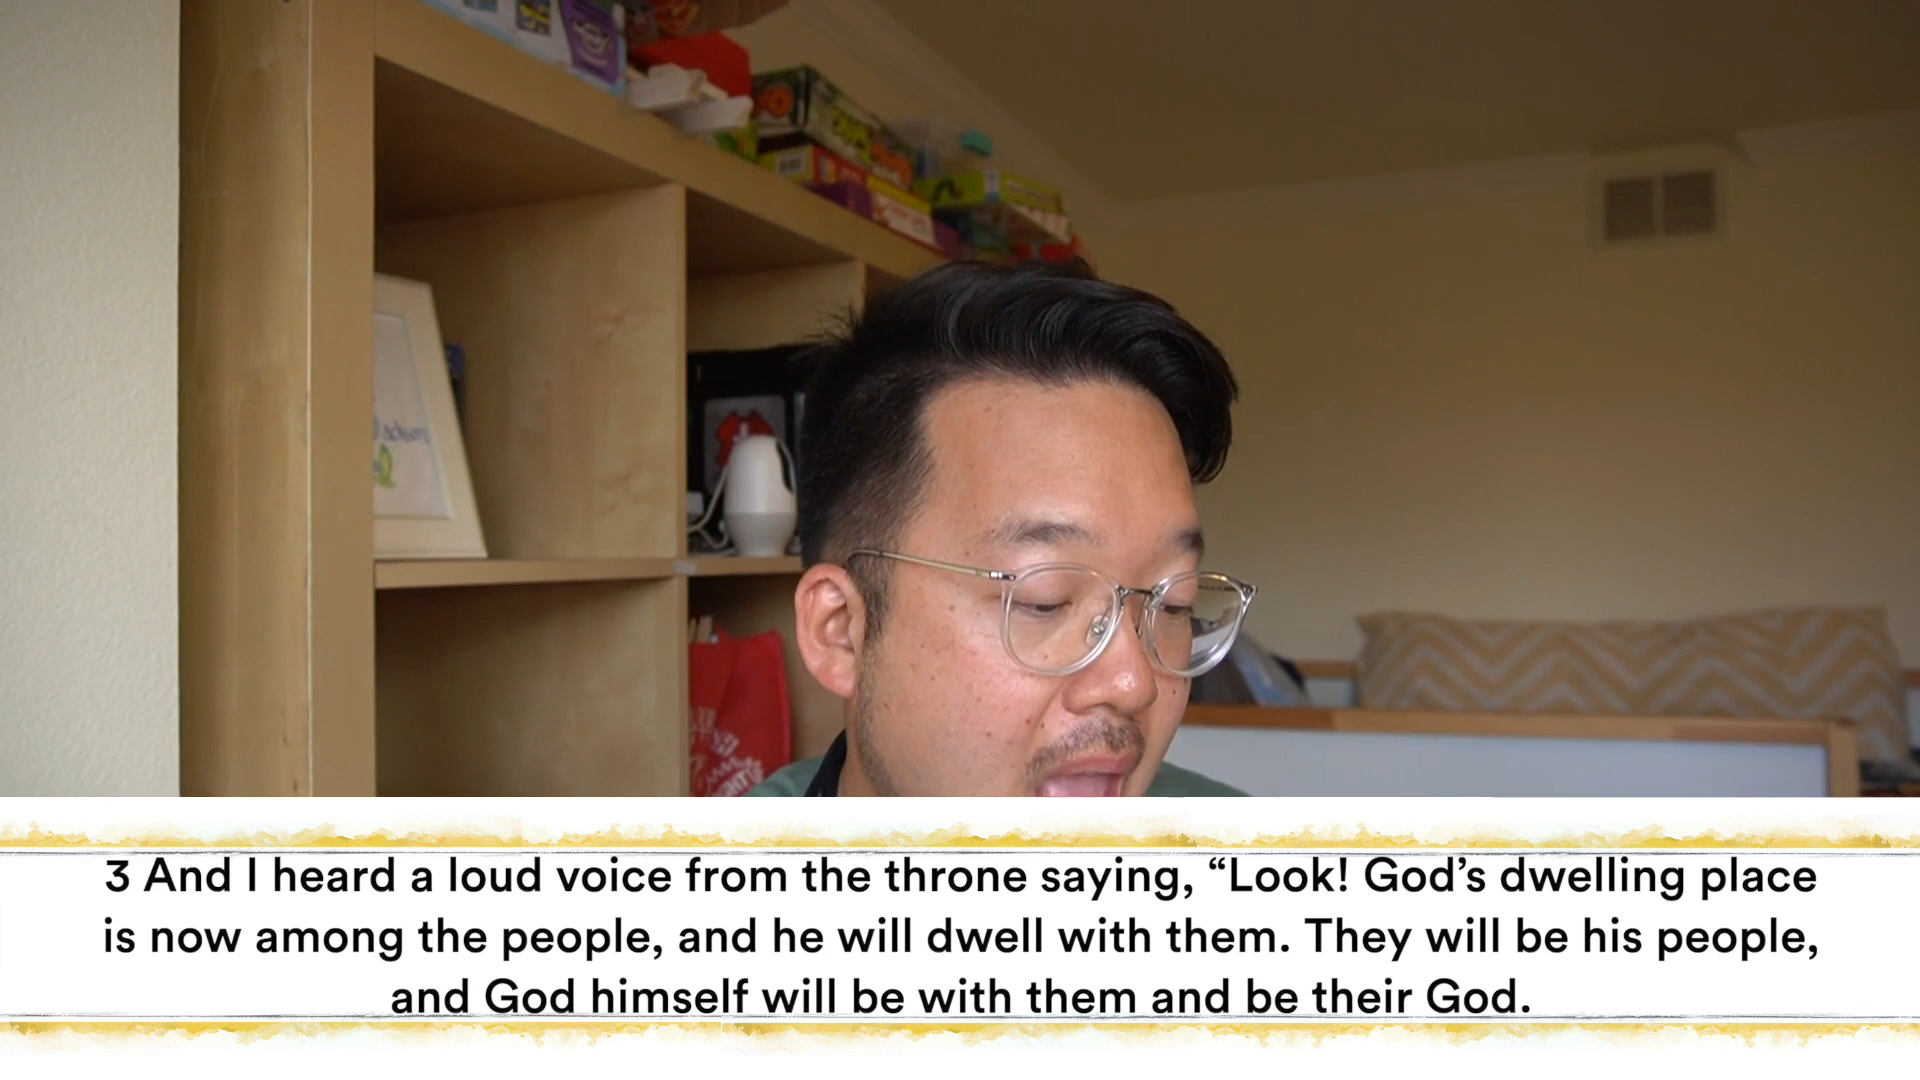 3 And I heard a loud voice from the throne saying, “Look! God’s dwelling place
is now among the people, and he will dwell with them. They will be his people,
and God himself will be with them and be their God.